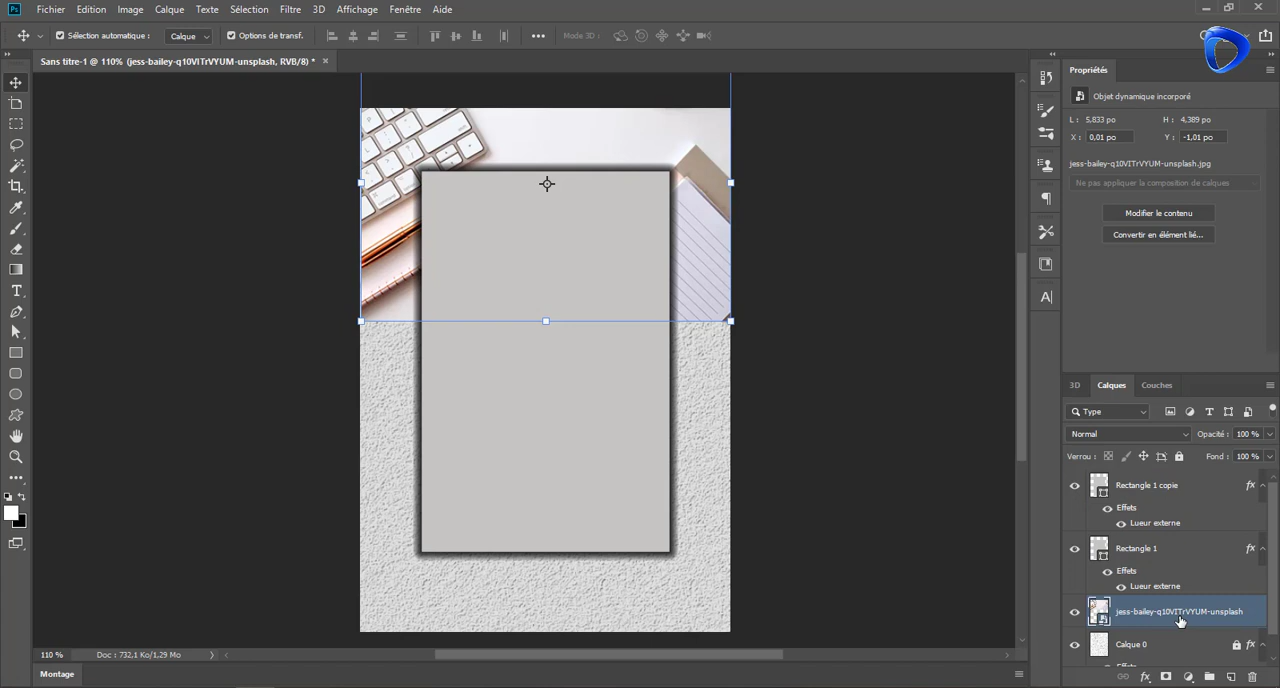 Ps Fichier Edition Image Calque Texte Sélection Filtre 3D Affichage Fenêtre Aide
Sélection automatique : Calque Options de transf. Mode 3D :
Sans titre-1 @ 110% (jess-bailey-q10VITrVYUM-unsplash, RVB/8) *
Propriétés
Objet dynamique incorporé
L : 5,833 po H : 4,389 po
X : 0,01 po Y : -1,01 po
jess-bailey-q10VITrVYUM-unsplash.jpg
Ne pas appliquer la composition de calques
Modifier le contenu
Convertir en élément lié...
3D Calques Couches
Type
Normal Opacité : 100 %
Verrou : Fond : 100 %
Rectangle 1 copie fx
Effets
Lueur externe
Rectangle 1 fx
Effets
Lueur externe
jess-bailey-q10VITrVYUM-unsplash
Calque 0 fx
Effets
110 % Doc : 732,1 Ko/1,29 Mo
Montage